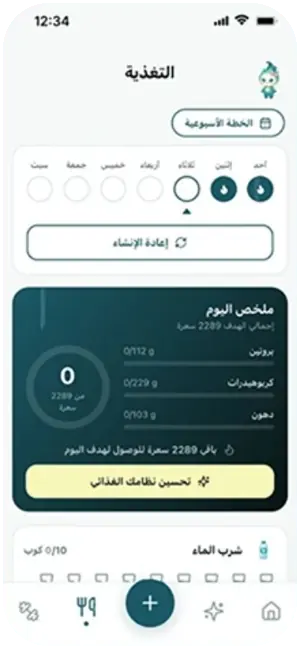 12:34
التغذية
الخطة الأسبوعية
أحد إثنين ثلاثاء أربعاء خميس جمعة سبت
إعادة الإنشاء
ملخص اليوم
إجمالي الهدف 2289 سعرة
بروتين 0/112 g
كربوهيدرات 0/229 g
دهون 0/103 g
0
من 2289
سعرة
باقي 2289 سعرة للوصول لهدف اليوم
تحسين نظامك الغذائي
شرب الماء 0/10 كوب